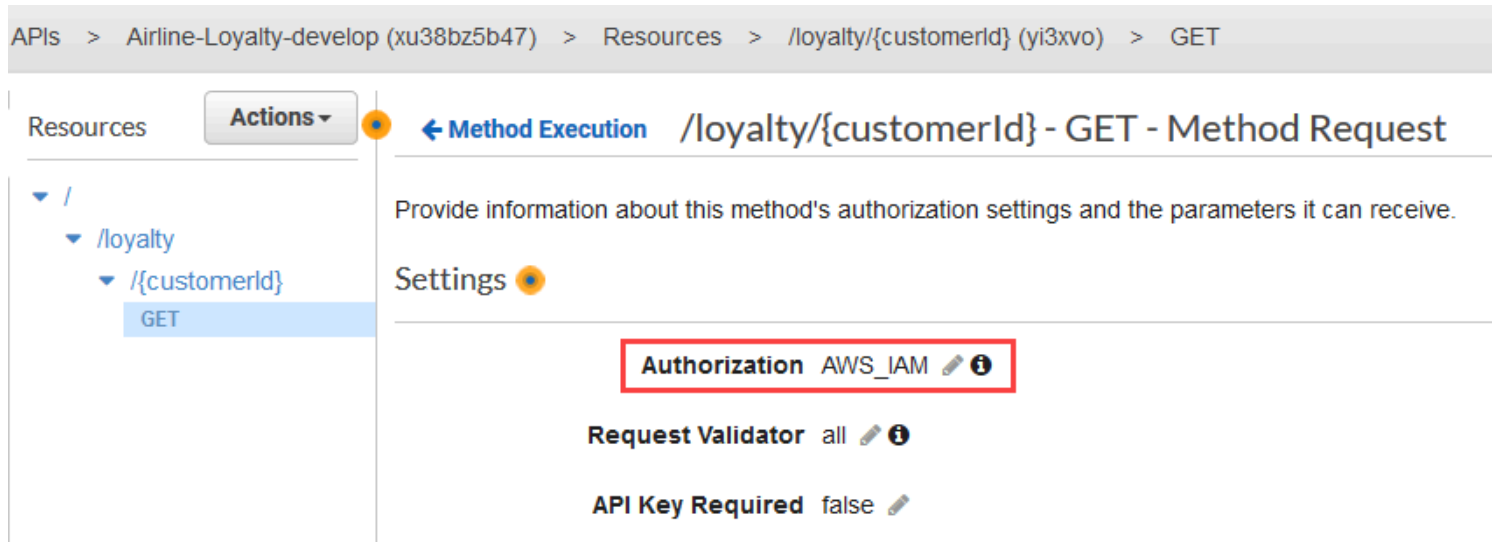 APIs > Airline-Loyalty-develop (xu38bz5b47) > Resources > /loyalty/{customerId} (yi3xvo) > GET
Resources
Actions
Method Execution
/loyalty/{customerId} - GET - Method Request
/
/loyalty
/{customerId}
GET
Provide information about this method's authorization settings and the parameters it can receive.
Settings
Authorization AWS_IAM
Request Validator all
API Key Required false